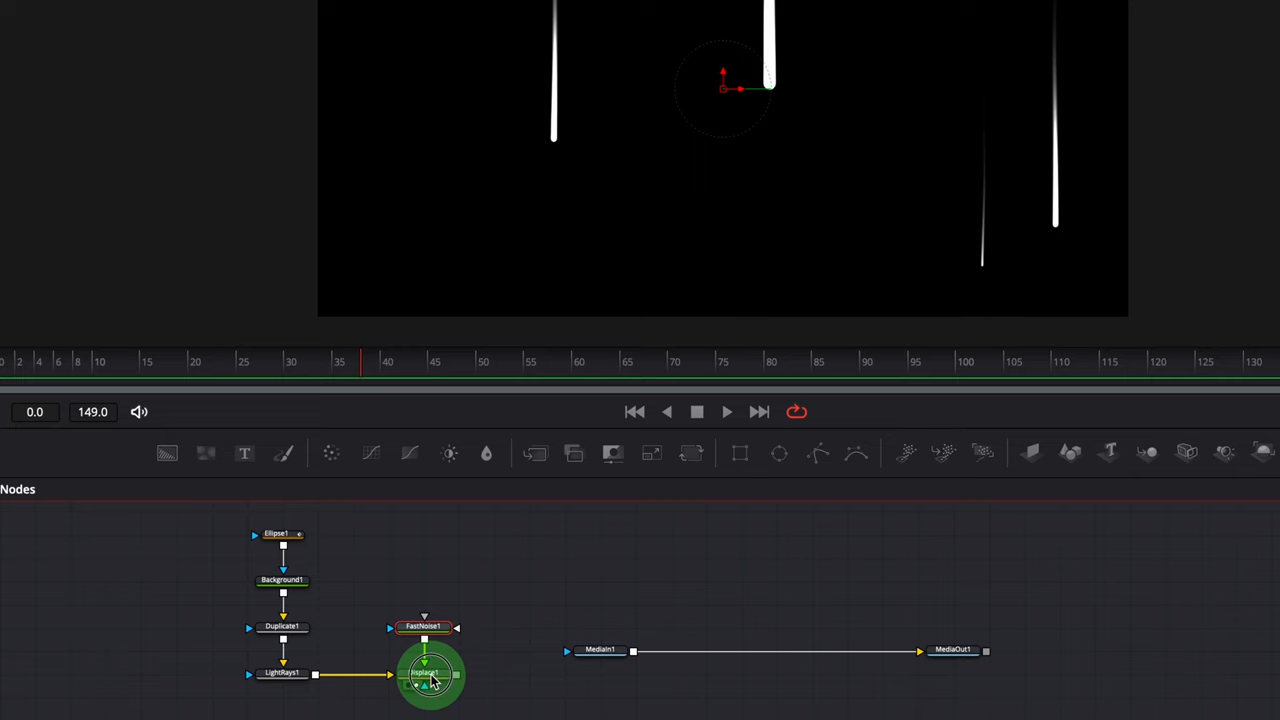 0 2 4 6 8 10 15 20 25 30 35 40 45 50 55 60 65 70 75 80 85 90 95 100 105 110 115 120 125 130
0.0 149.0
Nodes
Ellipse1
Background1
Duplicate1
FastNoise1
MediaIn1
MediaOut1
LightRays1
Displace1